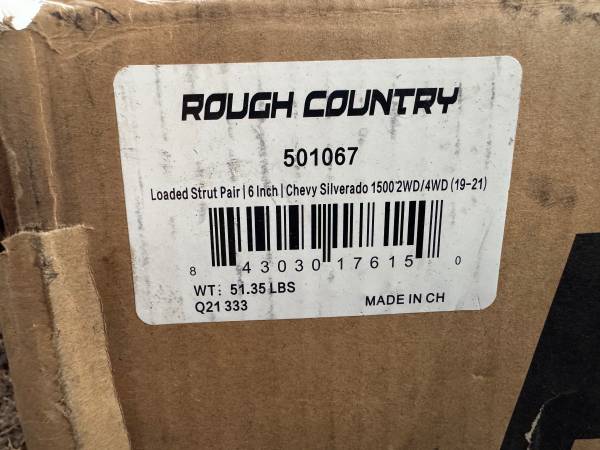 ROUGH COUNTRY
501067
Loaded Strut Pair | 6 Inch | Chevy Silverado 1500 2WD/4WD (19-21)
8 43030 17615 0
WT: 51.35 LBS
Q21 333
MADE IN CH